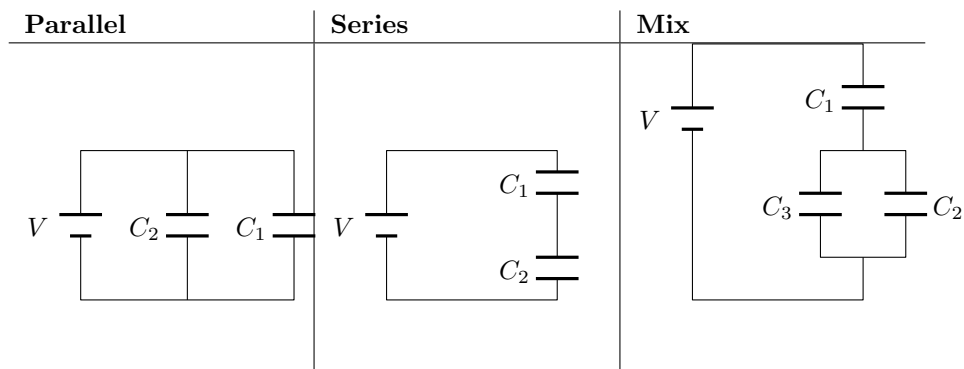 Parallel Series Mix
V C₂ C₁
V C₁
C₂
V C₁
C₃ C₂